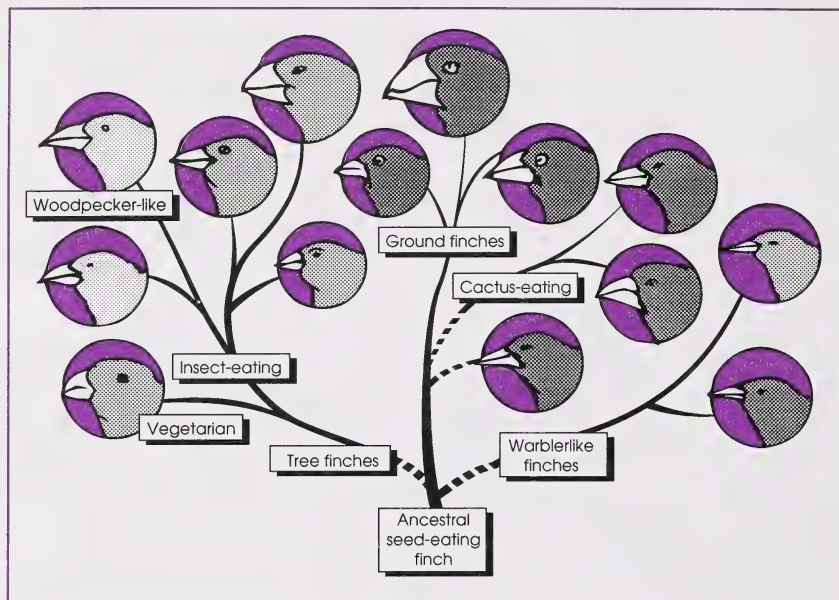 Woodpecker-like
Ground finches
Cactus-eating
Insect-eating
Vegetarian
Tree finches
Warblerlike
finches
Ancestral
seed-eating
finch